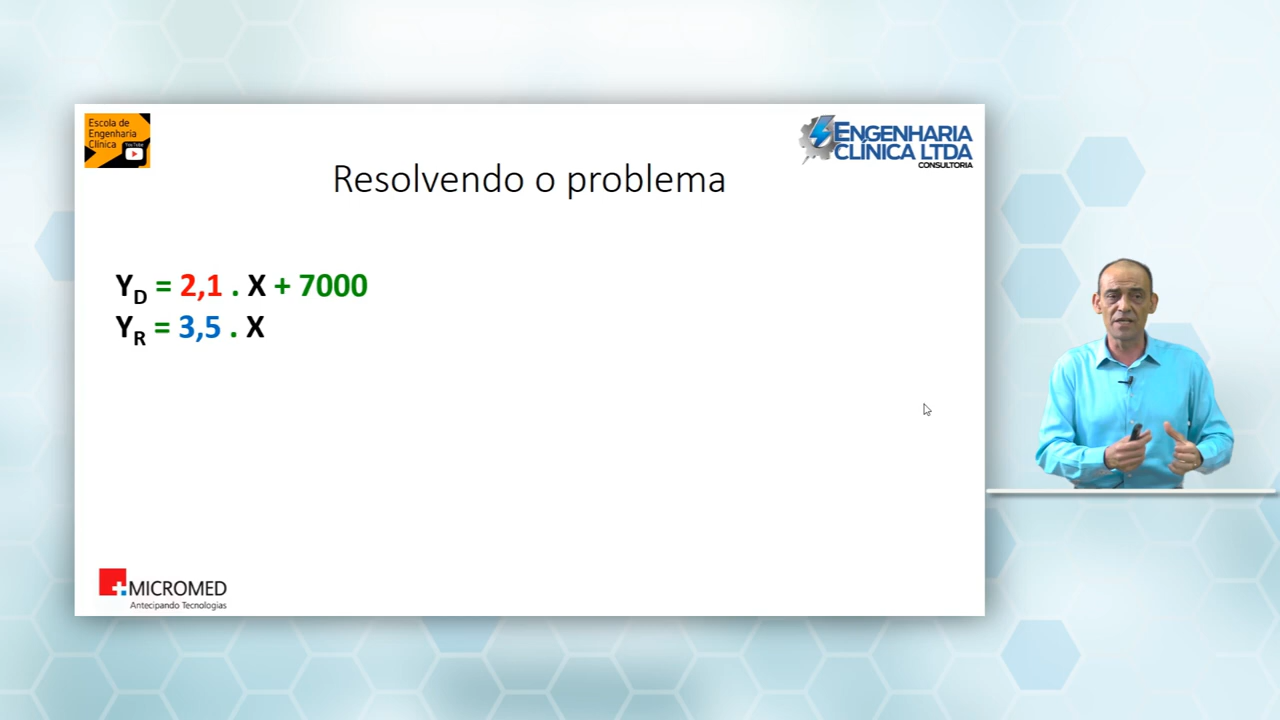 Escola de
Engenharia
Clínica
YouTube
ENGENHARIA
CLÍNICA LTDA
CONSULTORIA
Resolvendo o problema
YD = 2,1 . X + 7000
YR = 3,5 . X
MICROMED
Antecipando Tecnologias